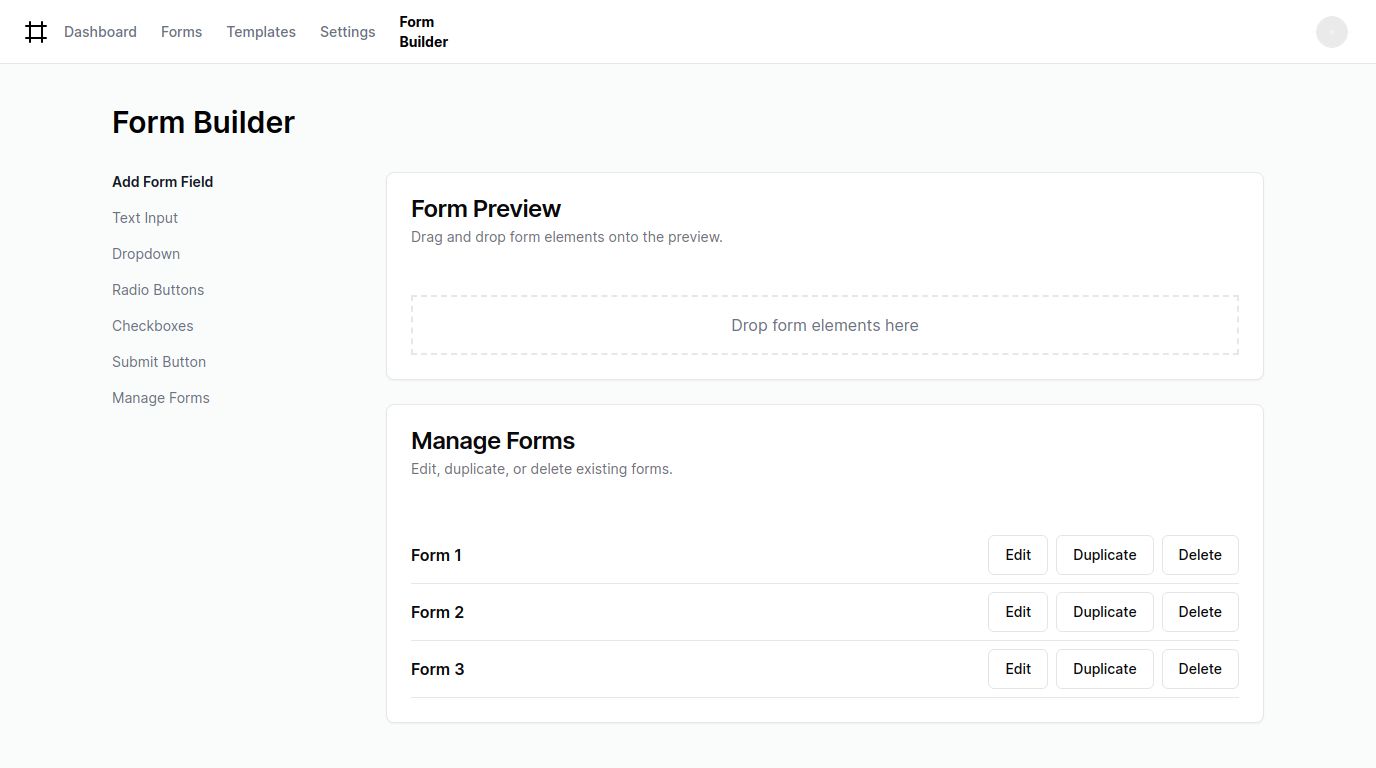 Dashboard Forms Templates Settings Form
Builder
Form Builder
Add Form Field
Text Input
Dropdown
Radio Buttons
Checkboxes
Submit Button
Manage Forms
Form Preview
Drag and drop form elements onto the preview.
Drop form elements here
Manage Forms
Edit, duplicate, or delete existing forms.
Form 1 Edit Duplicate Delete
Form 2 Edit Duplicate Delete
Form 3 Edit Duplicate Delete